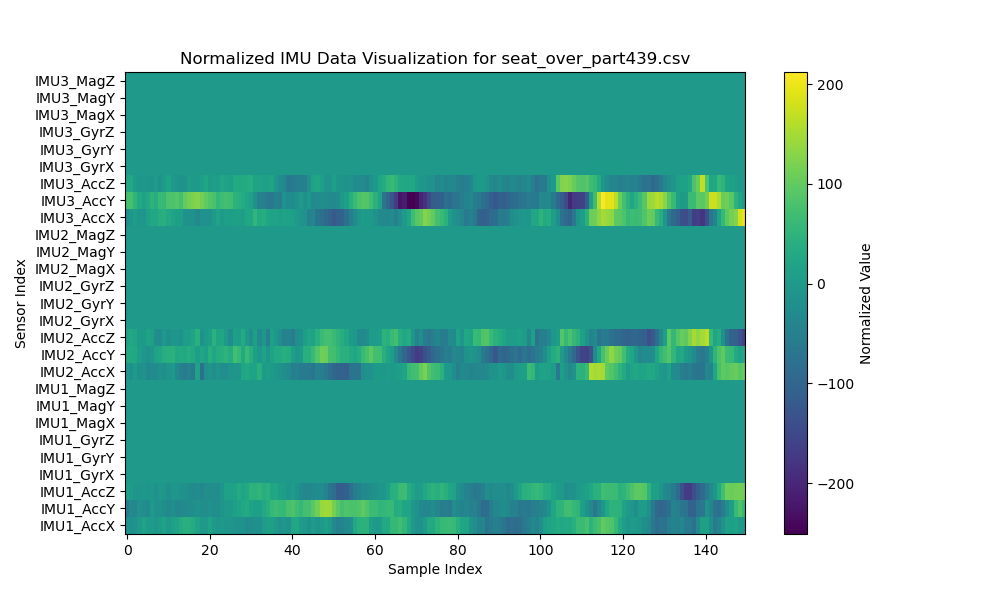 Normalized IMU Data Visualization for seat_over_part439.csv
IMU3_MagZ
IMU3_MagY
IMU3_MagX
IMU3_GyrZ
IMU3_GyrY
IMU3_GyrX
IMU3_AccZ
IMU3_AccY
IMU3_AccX
IMU2_MagZ
IMU2_MagY
IMU2_MagX
IMU2_GyrZ
IMU2_GyrY
IMU2_GyrX
IMU2_AccZ
IMU2_AccY
IMU2_AccX
IMU1_MagZ
IMU1_MagY
IMU1_MagX
IMU1_GyrZ
IMU1_GyrY
IMU1_GyrX
IMU1_AccZ
IMU1_AccY
IMU1_AccX
Sensor Index
0 20 40 60 80 100 120 140
Sample Index
200
100
0
−100
−200
Normalized Value